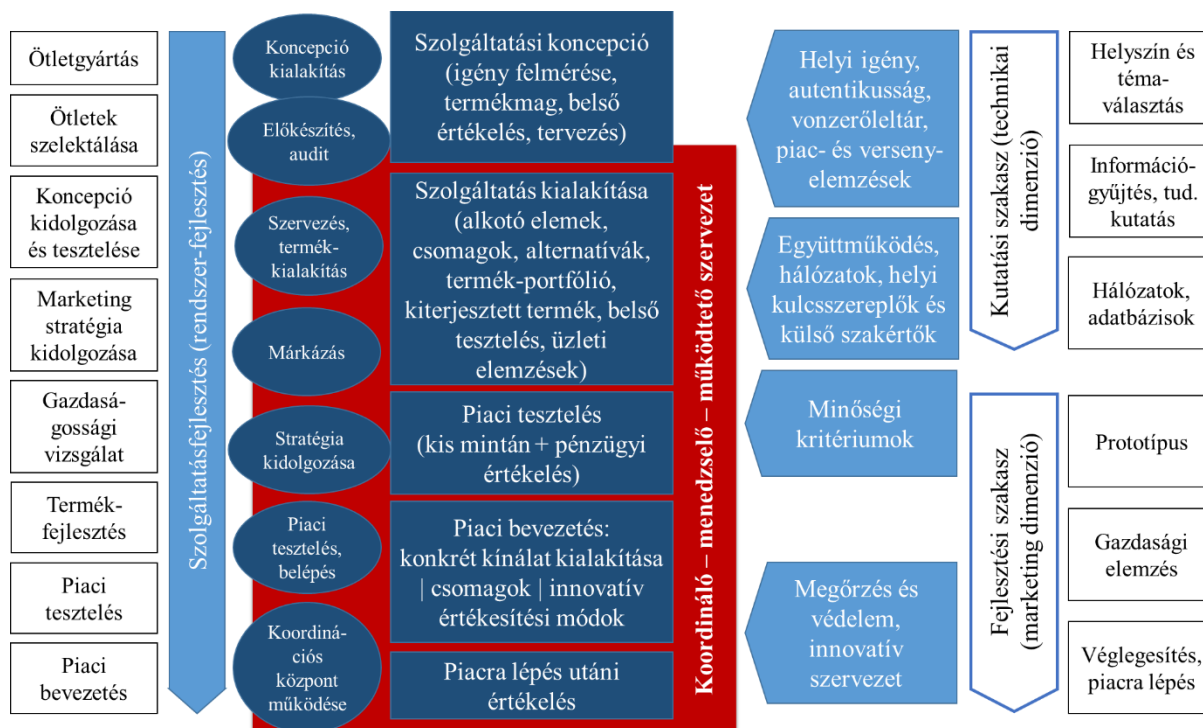 Ötletgyártás
Ötletek
szelektálása
Koncepció
kidolgozása
és tesztelése
Marketing
stratégia
kidolgozása
Gazdasá-
gossági
vizsgálat
Termék-
fejlesztés
Piaci
tesztelés
Piaci
bevezetés
Szolgáltatásfejlesztés (rendszer-fejlesztés)
Koncepció
kialakítás
Előkészítés,
audit
Szervezés,
termék-
kialakítás
Márkázás
Stratégia
kidolgozása
Piaci
tesztelés,
belépés
Koordiná-
ciós
központ
működése
Szolgáltatási koncepció
(igény felmérése,
termékmag, belső
értékelés, tervezés)
Szolgáltatás kialakítása
(alkotó elemek,
csomagok, alternatívák,
termék-portfólió,
kiterjesztett termék, belső
tesztelés, üzleti
elemzések)
Piaci tesztelés
(kis mintán + pénzügyi
értékelés)
Piaci bevezetés:
konkrét kínálat kialakítása
| csomagok | innovatív
értékesítési módok
Piacra lépés utáni
értékelés
Koordináló – menedzselő – működtető szervezet
Helyi igény,
autentikusság,
vonzerőleltár,
piac- és verseny-
elemzések
Együttműködés,
hálózatok, helyi
kulcsszereplők és
külső szakértők
Minőségi
kritériumok
Megőrzés és
védelem,
innovatív
szervezet
Kutatási szakasz (technikai
dimenzió)
Fejlesztési szakasz
(marketing dimenzió)
Helyszín és
téma-
választás
Információ-
gyűjtés, tud.
kutatás
Hálózatok,
adatbázisok
Prototípus
Gazdasági
elemzés
Véglegesítés,
piacra lépés